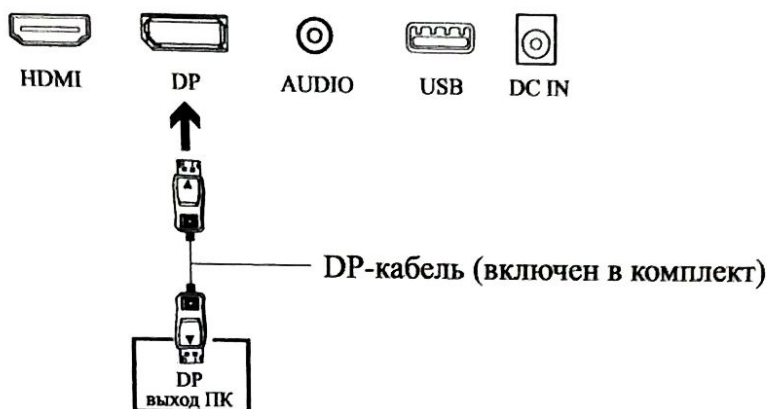 HDMI DP AUDIO USB DC IN
DP-кабель (включен в комплект)
DP
выход ПК